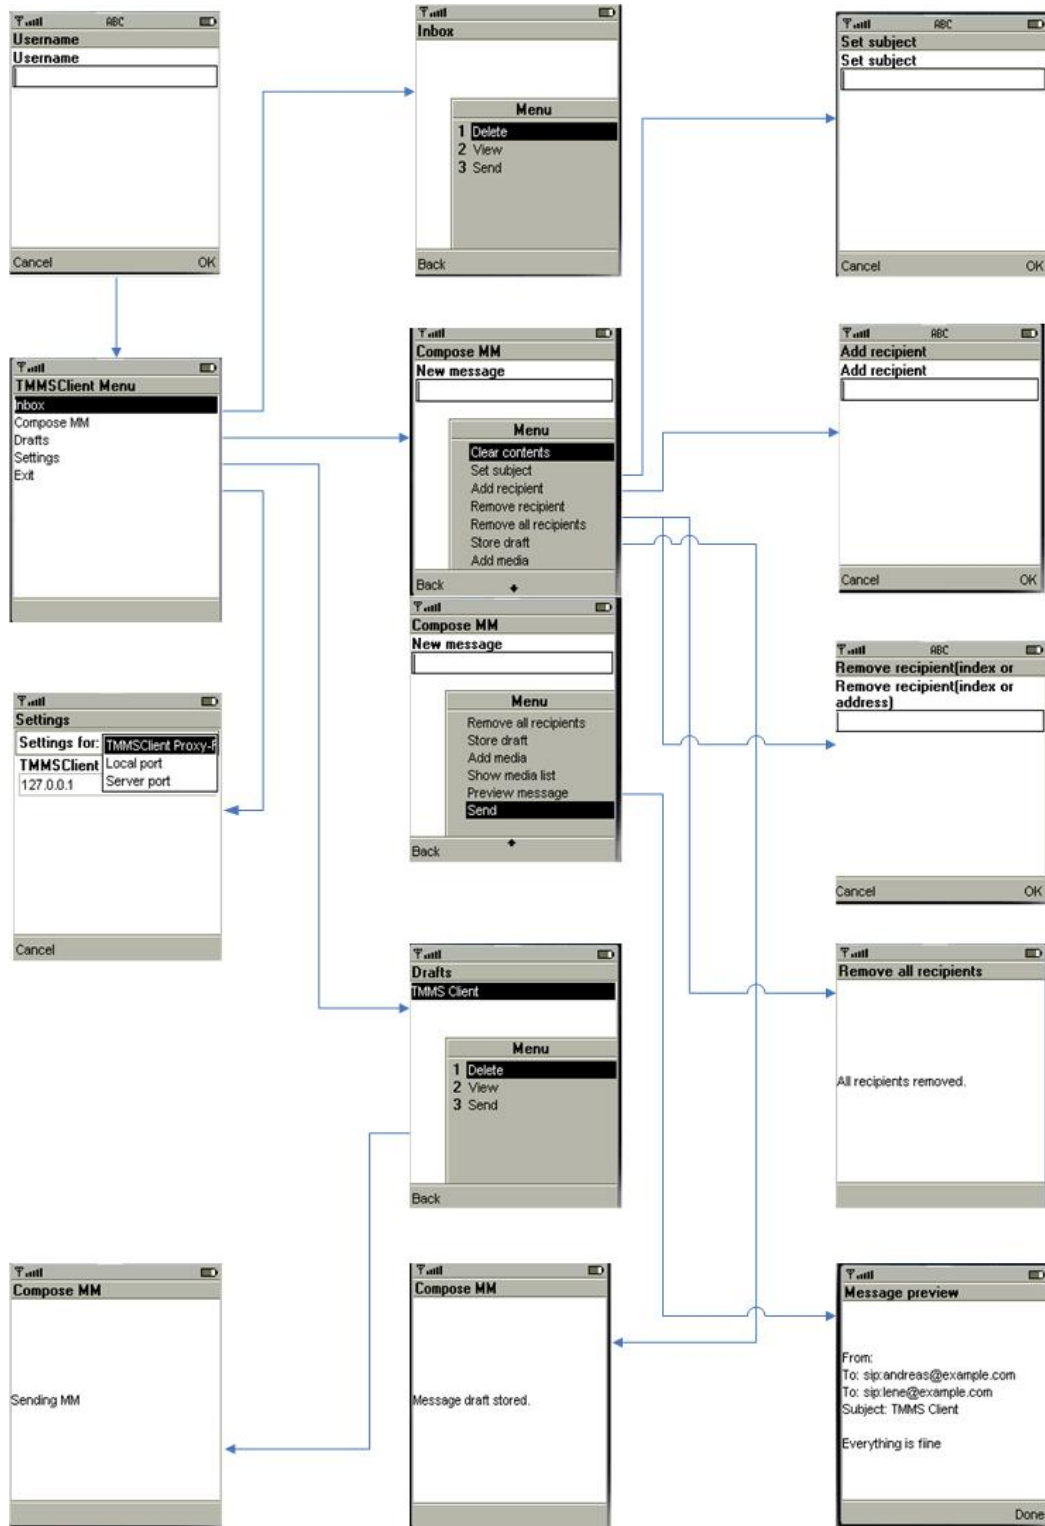 ABC
Username
Username
Cancel OK
Inbox
Menu
1 Delete
2 View
3 Send
Back
ABC
Set subject
Set subject
Cancel OK
TMMSClient Menu
Inbox
Compose MM
Drafts
Settings
Exit
Compose MM
New message
Menu
Clear contents
Set subject
Add recipient
Remove recipient
Remove all recipients
Store draft
Add media
Back
ABC
Add recipient
Add recipient
Cancel OK
Compose MM
New message
Menu
Remove all recipients
Store draft
Add media
Show media list
Preview message
Send
Back
ABC
Remove recipient(index or
Remove recipient(index or
address)
Cancel OK
Settings
Settings for: TMMSClient Proxy-
TMMSClient Local port
127.0.0.1 Server port
Cancel
Drafts
TMMS Client
Menu
1 Delete
2 View
3 Send
Back
Remove all recipients
All recipients removed.
Compose MM
Sending MM
Compose MM
Message draft stored.
Message preview
From:
To: sip:andreas@example.com
To: sip:lene@example.com
Subject: TMMS Client
Everything is fiine
Done